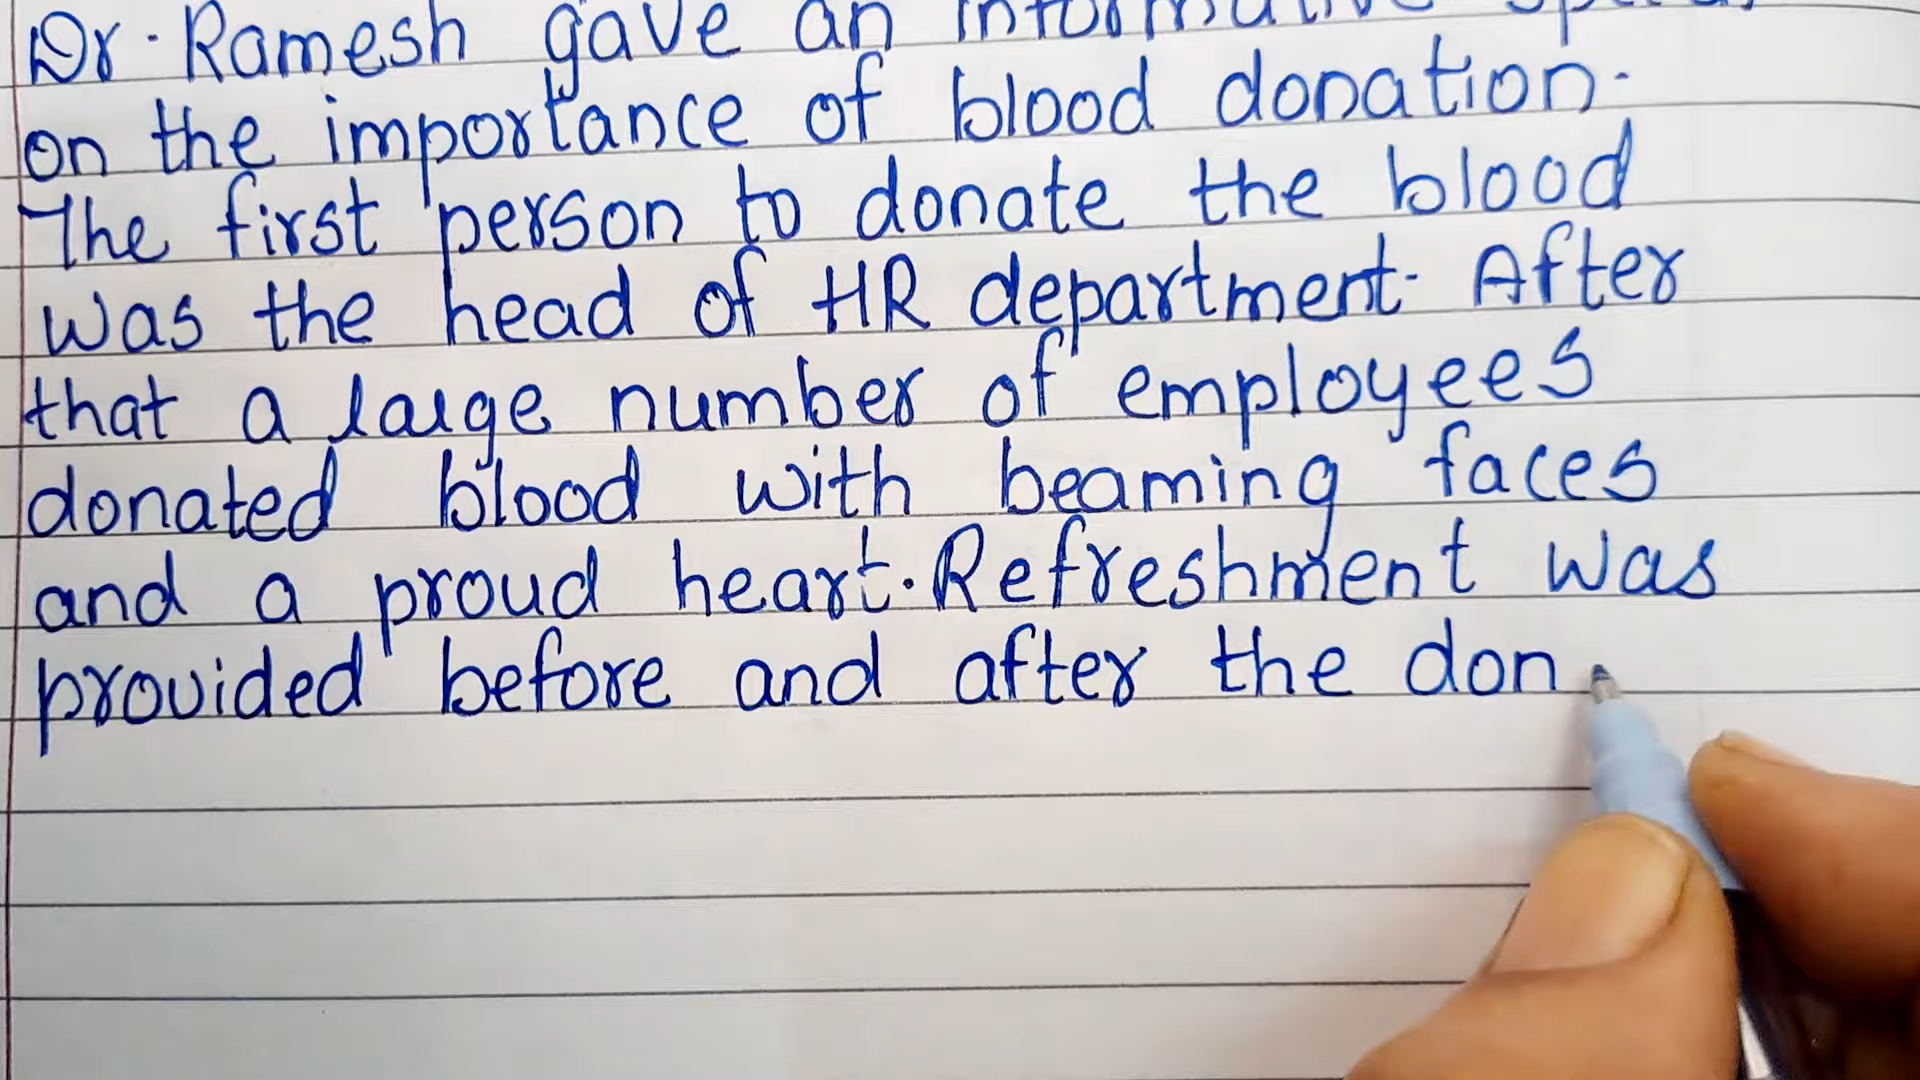 Dr. Ramesh gave an informative
on the importance of blood donation.
The first person to donate the blood
was the head of HR department. After
that a large number of employees
donated blood with beaming faces
and a proud heart. Refreshment was
provided before and after the don